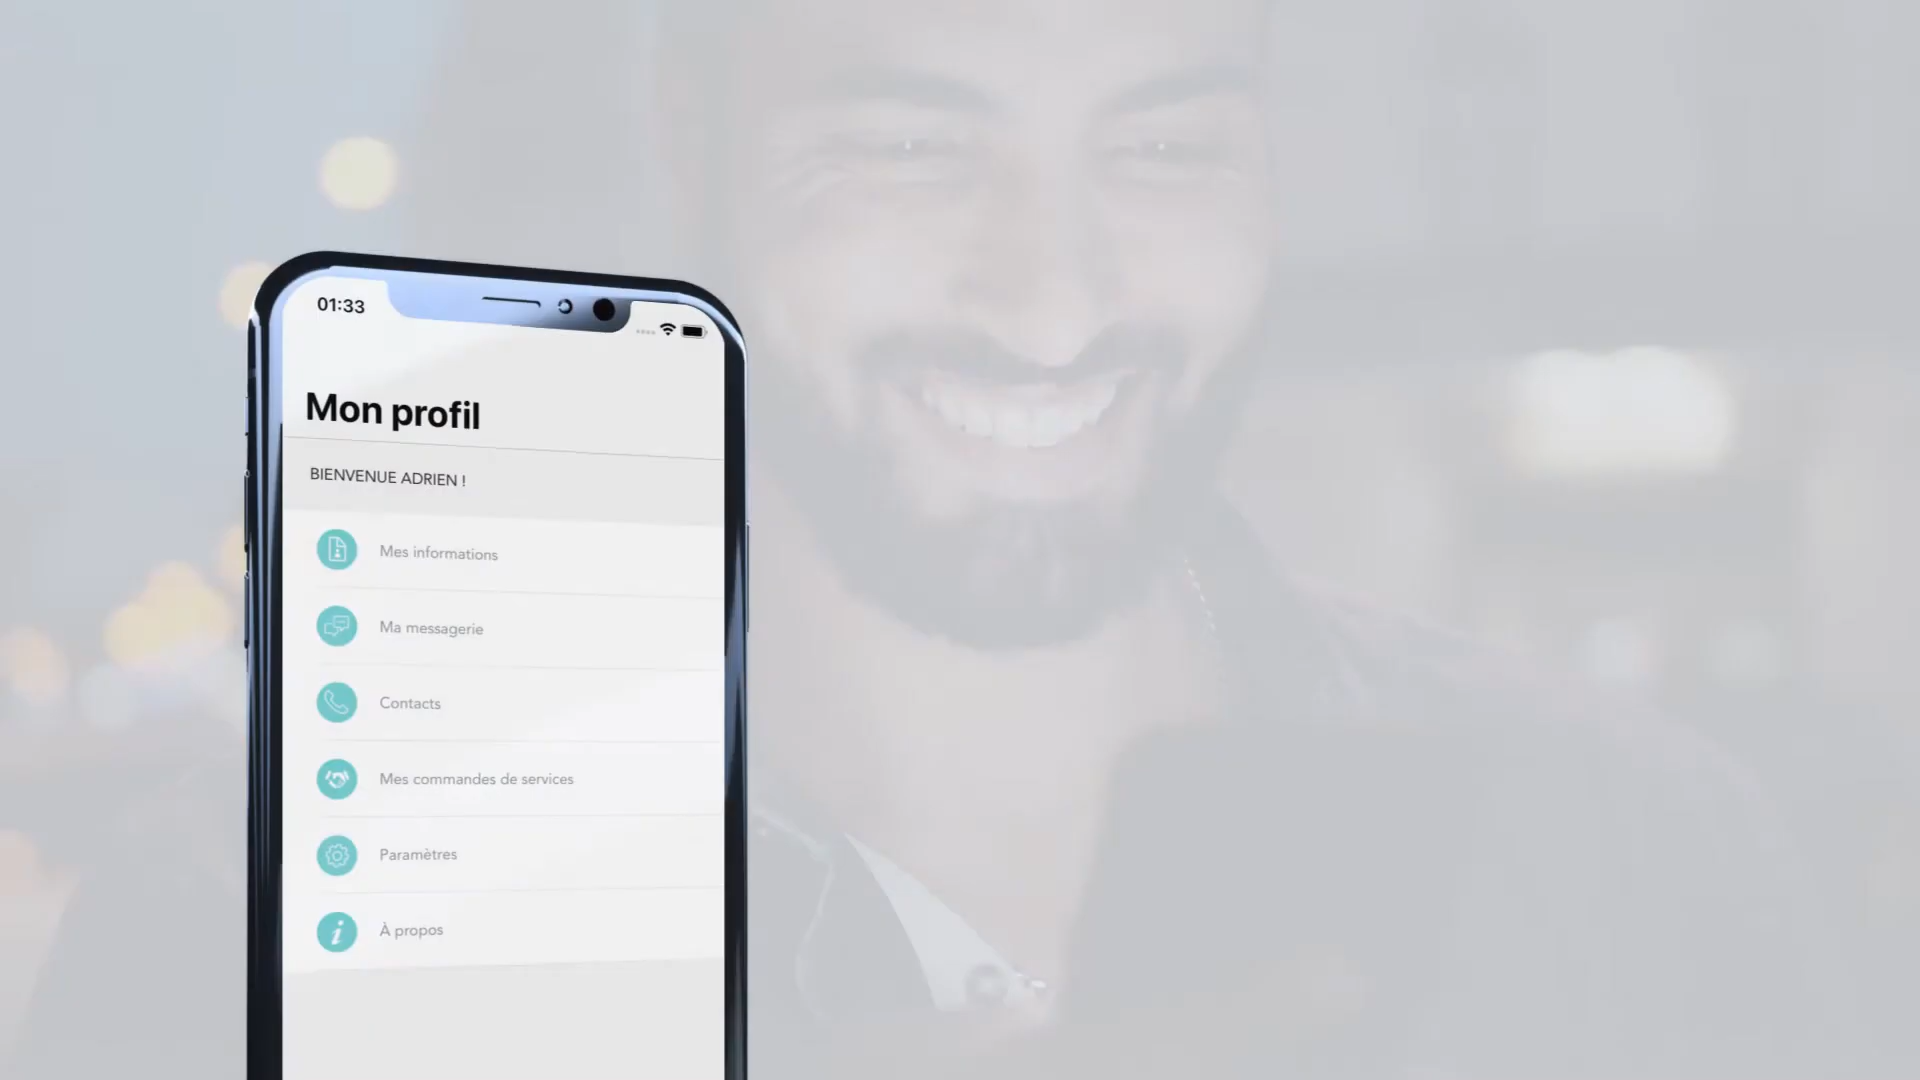 01:33
Mon profil
BIENVENUE ADRIEN !
Mes informations
Ma messagerie
Contacts
Mes commandes de services
Paramètres
À propos